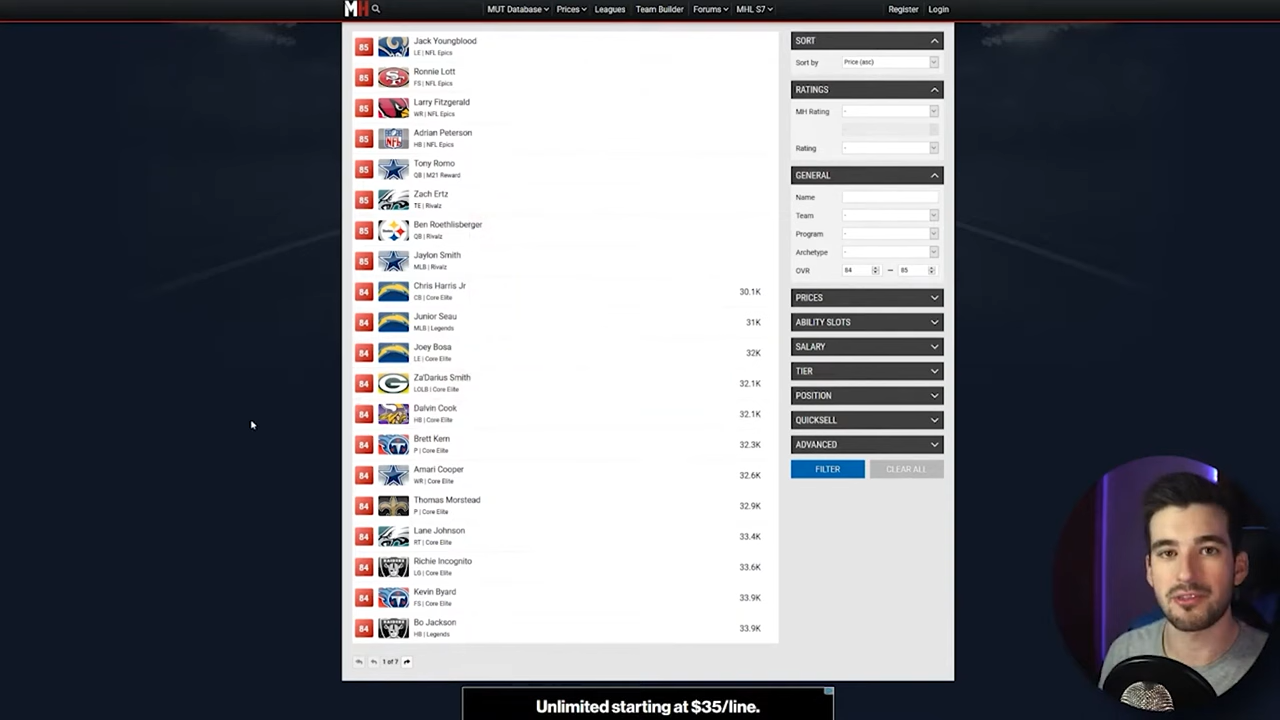 MH MUT Database Prices Leagues Team Builder Forums MHL S7 Register Login
85 Jack Youngblood
LE | NFL Epics
85 Ronnie Lott
FS | NFL Epics
85 Larry Fitzgerald
WR | NFL Epics
85 Adrian Peterson
HB | NFL Epics
85 Tony Romo
QB | M21 Reward
85 Zach Ertz
TE | Rivalz
85 Ben Roethlisberger
QB | Rivalz
85 Jaylon Smith
MLB | Rivalz
84 Chris Harris Jr 30.1K
CB | Core Elite
84 Junior Seau 31K
MLB | Legends
84 Joey Bosa 32K
LE | Core Elite
84 Za'Darius Smith 32.1K
LOLB | Core Elite
84 Dalvin Cook 32.1K
HB | Core Elite
84 Brett Kern 32.3K
P | Core Elite
84 Amari Cooper 32.6K
WR | Core Elite
84 Thomas Morstead 32.9K
P | Core Elite
84 Lane Johnson 33.4K
RT | Core Elite
84 Richie Incognito 33.6K
LG | Core Elite
84 Kevin Byard 33.9K
FS | Core Elite
84 Bo Jackson 33.9K
HB | Legends
1 of 7
SORT
Sort by Price (asc)
RATINGS
MH Rating -
Rating -
GENERAL
Name
Team -
Program -
Archetype -
OVR 84 — 85
PRICES
ABILITY SLOTS
SALARY
TIER
POSITION
QUICKSELL
ADVANCED
FILTER CLEAR ALL
Unlimited starting at $35/line.